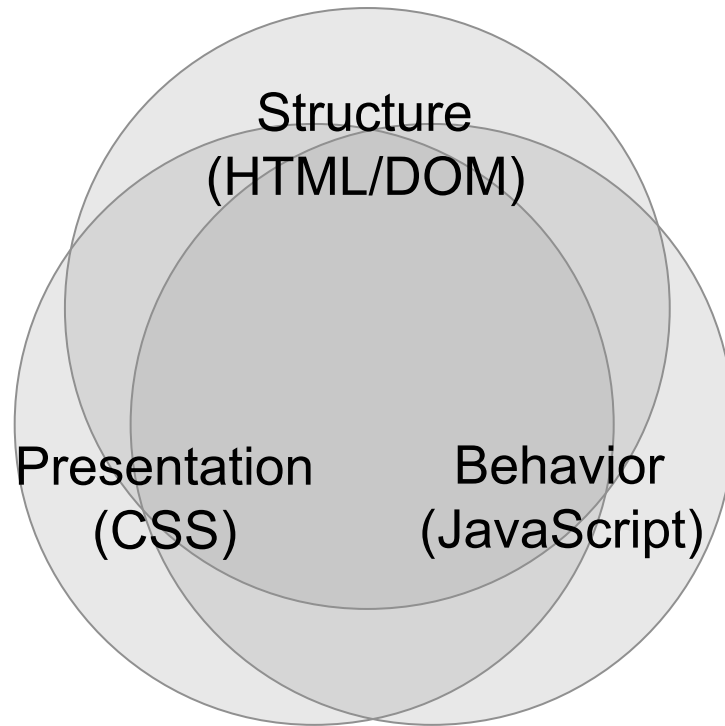 Structure
(HTML/DOM)
Presentation
(CSS)
Behavior
(JavaScript)